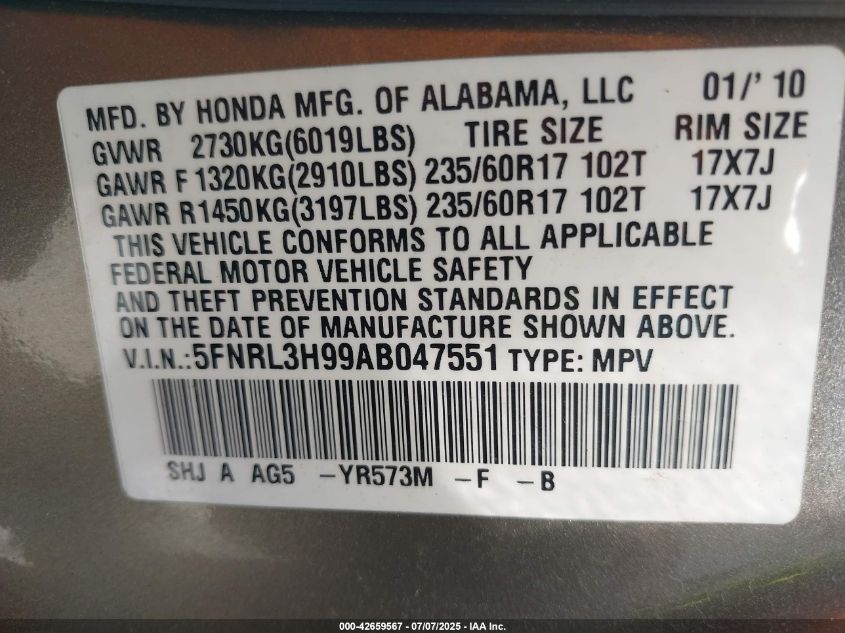 MFD. BY HONDA MFG. OF ALABAMA, LLC 01/'10
GVWR 2730KG(6019LBS) TIRE SIZE RIM SIZE
GAWR F 1320KG(2910LBS) 235/60R17 102T 17X7J
GAWR R1450KG(3197LBS) 235/60R17 102T 17X7J
THIS VEHICLE CONFORMS TO ALL APPLICABLE
FEDERAL MOTOR VEHICLE SAFETY
AND THEFT PREVENTION STANDARDS IN EFFECT
ON THE DATE OF MANUFACTURE SHOWN ABOVE.
V.I.N.:5FNRL3H99AB047551 TYPE: MPV
SHJ A AG5 -YR573M -F -B
000-42659567 - 07/07/2025 - IAA Inc.